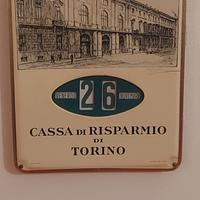 26
CASSA DI RISPARMIO
DI
TORINO